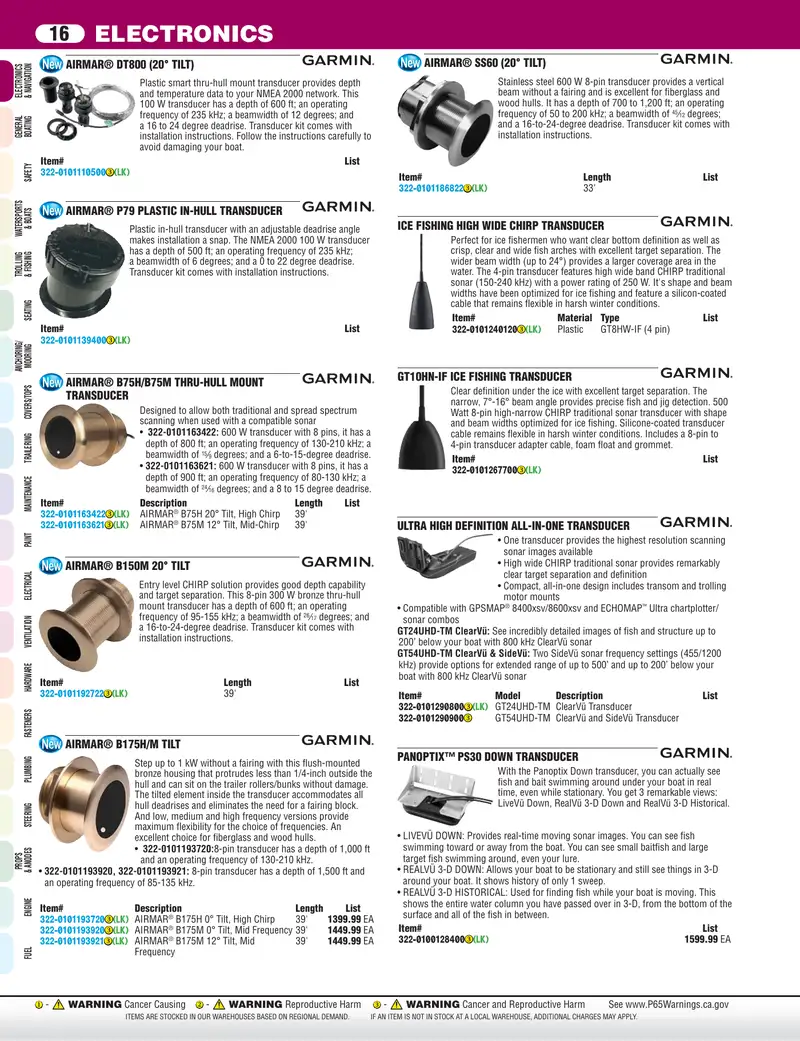 16 ELECTRONICS
ELECTRONICS
& NAVIGATION
GENERAL
BOATING
SAFETY
WATERSPORTS
& BOATS
TROLLING
& FISHING
SEATING
ANCHORING/
MOORING
COVERS/TOPS
TRAILERING
MAINTENANCE
PAINT
ELECTRICAL
VENTILATION
HARDWARE
FASTENERS
PLUMBING
STEERING
PROPS
& ANODES
ENGINE
FUEL
New AIRMAR® DT800 (20° TILT) GARMIN.
Plastic smart thru-hull mount transducer provides depth
and temperature data to your NMEA 2000 network. This
100 W transducer has a depth of 600 ft; an operating
frequency of 235 kHz; a beamwidth of 12 degrees; and
a 16 to 24 degree deadrise. Transducer kit comes with
installation instructions. Follow the instructions carefully to
avoid damaging your boat.
Item# List
322-0101110500 3 (LK)
New AIRMAR® P79 PLASTIC IN-HULL TRANSDUCER GARMIN.
Plastic in-hull transducer with an adjustable deadrise angle
makes installation a snap. The NMEA 2000 100 W transducer
has a depth of 500 ft; an operating frequency of 235 kHz;
a beamwidth of 6 degrees; and a 0 to 22 degree deadrise.
Transducer kit comes with installation instructions.
Item# List
322-0101139400 3 (LK)
New AIRMAR® B75H/B75M THRU-HULL MOUNT
TRANSDUCER GARMIN.
Designed to allow both traditional and spread spectrum
scanning when used with a compatible sonar
• 322-0101163422: 600 W transducer with 8 pins, it has a
depth of 800 ft; an operating frequency of 130-210 kHz; a
beamwidth of degrees; and a 6-to-15-degree deadrise.
• 322-0101163621: 600 W transducer with 8 pins, it has a
depth of 900 ft; an operating frequency of 80-130 kHz; a
beamwidth of degrees; and a 8 to 15 degree deadrise.
Item# Description Length List
322-0101163422 3 (LK) AIRMAR® B75H 20° Tilt, High Chirp 39'
322-0101163621 3 (LK) AIRMAR® B75M 12° Tilt, Mid-Chirp 39'
New AIRMAR® B150M 20° TILT GARMIN.
Entry level CHIRP solution provides good depth capability
and target separation. This 8-pin 300 W bronze thru-hull
mount transducer has a depth of 600 ft; an operating
frequency of 95-155 kHz; a beamwidth of degrees; and
a 16-to-24-degree deadrise. Transducer kit comes with
installation instructions.
Item# Length List
322-0101192722 3 (LK) 39'
New AIRMAR® B175H/M TILT GARMIN.
Step up to 1 kW without a fairing with this flush-mounted
bronze housing that protrudes less than 1/4-inch outside the
hull and can sit on the trailer rollers/bunks without damage.
The tilted element inside the transducer accommodates all
hull deadrises and eliminates the need for a fairing block.
And low, medium and high frequency versions provide
maximum flexibility for the choice of frequencies. An
excellent choice for fiberglass and wood hulls.
• 322-0101193720:8-pin transducer has a depth of 1,000 ft
and an operating frequency of 130-210 kHz.
• 322-0101193920, 322-0101193921: 8-pin transducer has a depth of 1,500 ft and
an operating frequency of 85-135 kHz.
Item# Description Length List
322-0101193720 3 (LK) AIRMAR® B175H 0° Tilt, High Chirp 39' 1399.99 EA
322-0101193920 3 (LK) AIRMAR® B175M 0° Tilt, Mid Frequency 39' 1449.99 EA
322-0101193921 3 (LK) AIRMAR® B175M 12° Tilt, Mid 39' 1449.99 EA
Frequency
New AIRMAR® SS60 (20° TILT) GARMIN.
Stainless steel 600 W 8-pin transducer provides a vertical
beam without a fairing and is excellent for fiberglass and
wood hulls. It has a depth of 700 to 1,200 ft; an operating
frequency of 50 to 200 kHz; a beamwidth of degrees;
and a 16-to-24-degree deadrise. Transducer kit comes with
installation instructions.
Item# Length List
322-0101186822 3 (LK) 33'
ICE FISHING HIGH WIDE CHIRP TRANSDUCER GARMIN.
Perfect for ice fishermen who want clear bottom definition as well as
crisp, clear and wide fish arches with excellent target separation. The
wider beam width (up to 24°) provides a larger coverage area in the
water. The 4-pin transducer features high wide band CHIRP traditional
sonar (150-240 kHz) with a power rating of 250 W. It's shape and beam
widths have been optimized for ice fishing and feature a silicon-coated
cable that remains flexible in harsh winter conditions.
Item# Material Type List
322-0101240120 3 (LK) Plastic GT8HW-IF (4 pin)
GT10HN-IF ICE FISHING TRANSDUCER GARMIN.
Clear definition under the ice with excellent target separation. The
narrow, 7°-16° beam angle provides precise fish and jig detection. 500
Watt 8-pin high-narrow CHIRP traditional sonar transducer with shape
and beam widths optimized for ice fishing. Silicone-coated transducer
cable remains flexible in harsh winter conditions. Includes a 8-pin to
4-pin transducer adapter cable, foam float and grommet.
Item# List
322-0101267700 3 (LK)
ULTRA HIGH DEFINITION ALL-IN-ONE TRANSDUCER GARMIN.
• One transducer provides the highest resolution scanning
sonar images available
• High wide CHIRP traditional sonar provides remarkably
clear target separation and definition
• Compact, all-in-one design includes transom and trolling
motor mounts
• Compatible with GPSMAP® 8400xsv/8600xsv and ECHOMAP™ Ultra chartplotter/
sonar combos
GT24UHD-TM ClearVü: See incredibly detailed images of fish and structure up to
200' below your boat with 800 kHz ClearVü sonar
GT54UHD-TM ClearVü & SideVü: Two SideVü sonar frequency settings (455/1200
kHz) provide options for extended range of up to 500' and up to 200' below your
boat with 800 kHz ClearVü sonar
Item# Model Description List
322-0101290800 3 (LK) GT24UHD-TM ClearVü Transducer
322-0101290900 3 GT54UHD-TM ClearVü and SideVü Transducer
PANOPTIX™ PS30 DOWN TRANSDUCER GARMIN.
With the Panoptix Down transducer, you can actually see
fish and bait swimming around under your boat in real
time, even while stationary. You get 3 remarkable views:
LiveVü Down, RealVü 3-D Down and RealVü 3-D Historical.
• LIVEVÜ DOWN: Provides real-time moving sonar images. You can see fish
swimming toward or away from the boat. You can see small baitfish and large
target fish swimming around, even your lure.
• REALVÜ 3-D DOWN: Allows your boat to be stationary and still see things in 3-D
around your boat. It shows history of only 1 sweep.
• REALVÜ 3-D HISTORICAL: Used for finding fish while your boat is moving. This
shows the entire water column you have passed over in 3-D, from the bottom of the
surface and all of the fish in between.
Item# List
322-0100128400 3 (LK) 1599.99 EA
1 - WARNING Cancer Causing 2 - WARNING Reproductive Harm 3 - WARNING Cancer and Reproductive Harm See www.P65Warnings.ca.gov
ITEMS ARE STOCKED IN OUR WAREHOUSES BASED ON REGIONAL DEMAND. IF AN ITEM IS NOT IN STOCK AT A LOCAL WAREHOUSE, ADDITIONAL CHARGES MAY APPLY.